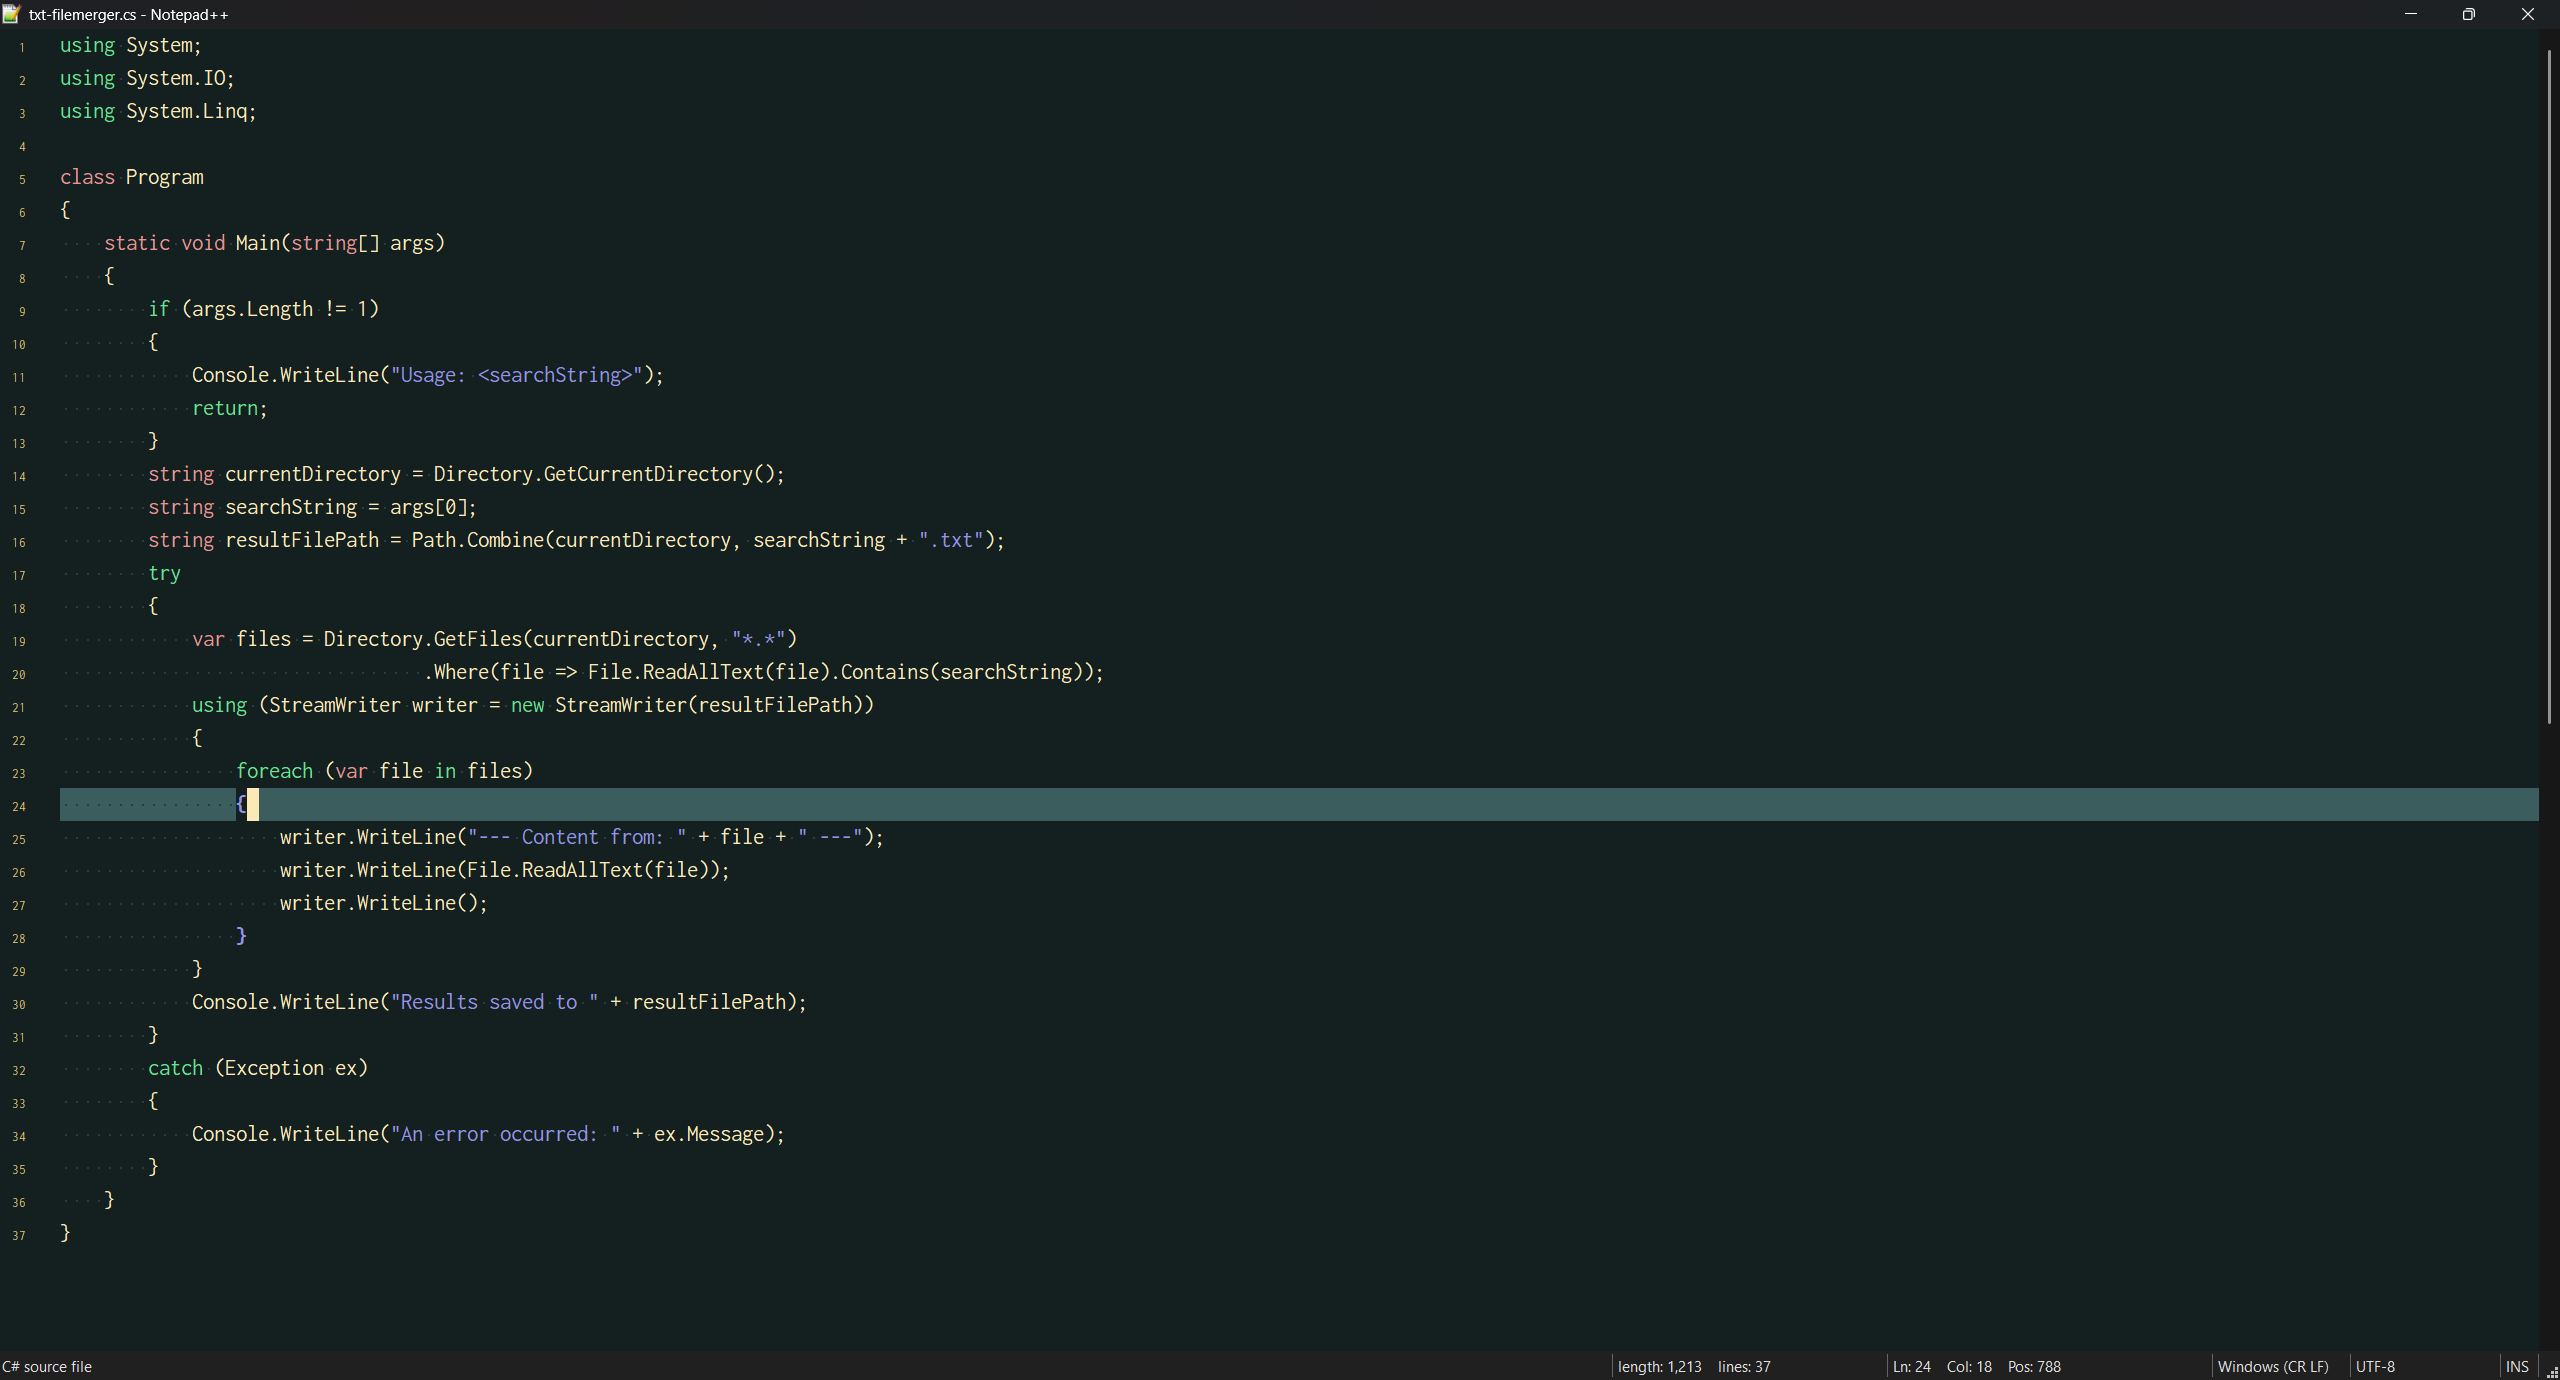 txt-filemerger.cs - Notepad++
1 using System;
2 using System.IO;
3 using System.Linq;
4
5 class Program
6 {
7     static void Main(string[] args)
8     {
9         if (args.Length != 1)
10         {
11             Console.WriteLine("Usage: <searchString>");
12             return;
13         }
14         string currentDirectory = Directory.GetCurrentDirectory();
15         string searchString = args[0];
16         string resultFilePath = Path.Combine(currentDirectory, searchString + ".txt");
17         try
18         {
19             var files = Directory.GetFiles(currentDirectory, "*.*")
20                                  .Where(file => File.ReadAllText(file).Contains(searchString));
21             using (StreamWriter writer = new StreamWriter(resultFilePath))
22             {
23                 foreach (var file in files)
24                 {
25                     writer.WriteLine("--- Content from: " + file + " ---");
26                     writer.WriteLine(File.ReadAllText(file));
27                     writer.WriteLine();
28                 }
29             }
30             Console.WriteLine("Results saved to " + resultFilePath);
31         }
32         catch (Exception ex)
33         {
34             Console.WriteLine("An error occurred: " + ex.Message);
35         }
36     }
37 }
C# source file length: 1,213 lines: 37 Ln: 24 Col: 18 Pos: 788 Windows (CR LF) UTF-8 INS